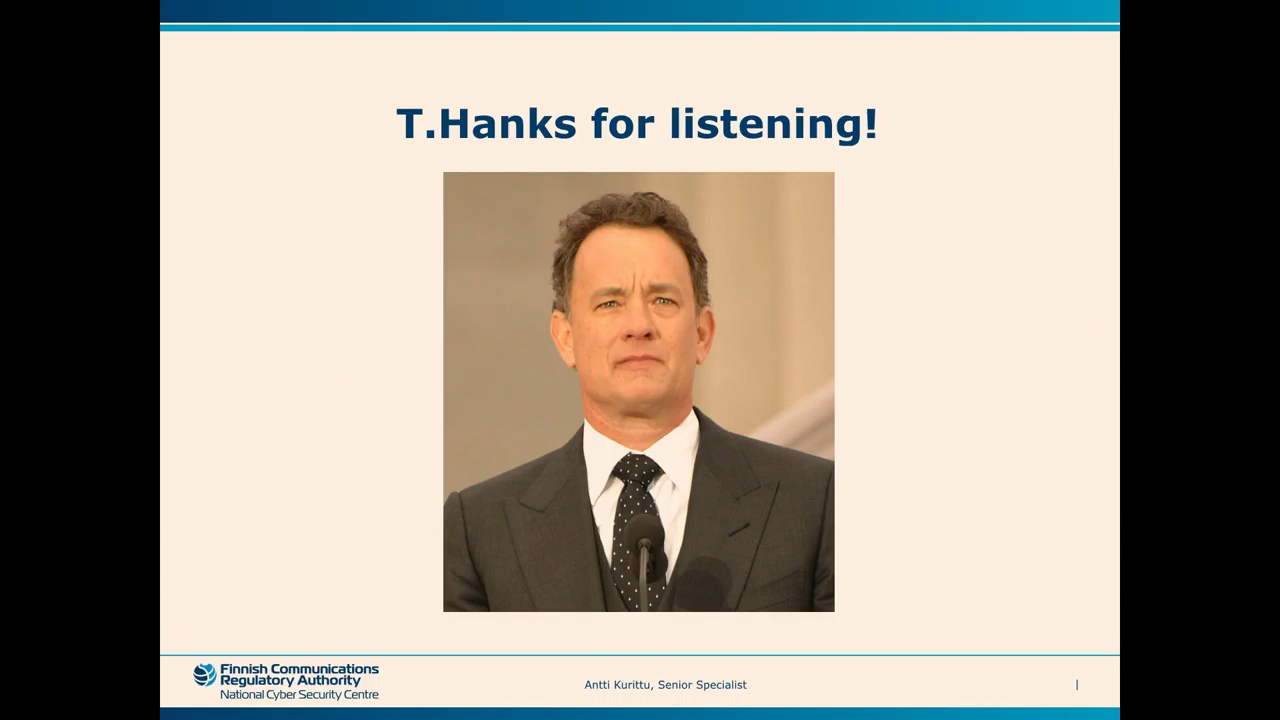 T.Hanks for listening!
Finnish Communications
Regulatory Authority
National Cyber Security Centre
Antti Kurittu, Senior Specialist
|